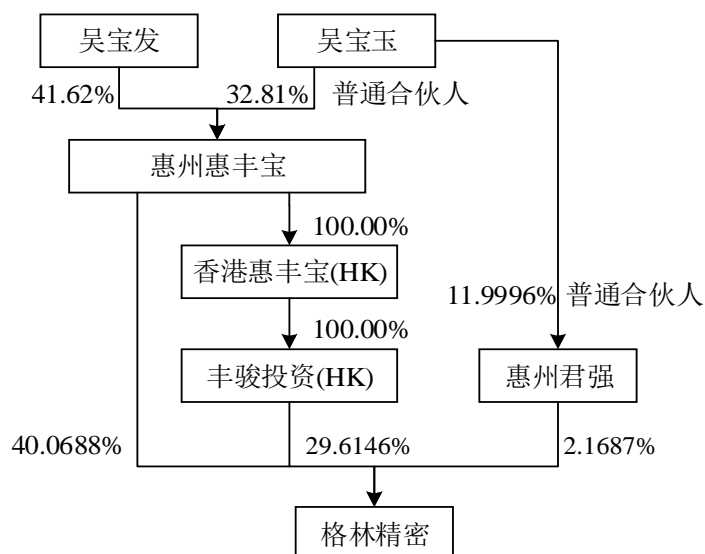 吴宝发 吴宝玉
41.62% 32.81% 普通合伙人
惠州惠丰宝
100.00%
香港惠丰宝(HK)
11.9996% 普通合伙人
100.00%
丰骏投资(HK) 惠州君强
40.0688% 29.6146% 2.1687%
格林精密